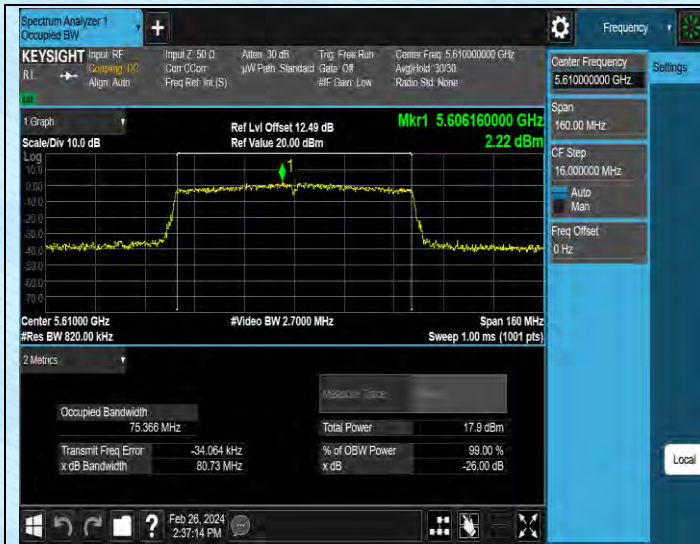 Spectrum Analyzer 1
Occupied BW
Frequency
KEYSIGHT
RL
Input: RF
Coupling: DC
Align: Auto
Input Z: 50 Ω
Corr CCorr
Freq Ref: Int (S)
Atten: 30 dB
µW Path: Standard
Trig: Free Run
Gate: Off
#IF Gain: Low
Center Freq: 5.610000000 GHz
Avg|Hold: 30/30
Radio Std: None
1 Graph
Scale/Div 10.0 dB
Ref Lvl Offset 12.49 dB
Ref Value 20.00 dBm
Mkr1 5.606160000 GHz
2.22 dBm
Log
10.0
0.00
-10.0
-20.0
-30.0
-40.0
-50.0
-60.0
-70.0
1
Center 5.61000 GHz
#Res BW 820.00 kHz
#Video BW 2.7000 MHz
Span 160 MHz
Sweep 1.00 ms (1001 pts)
2 Metrics
Measure Trace
Occupied Bandwidth
75.366 MHz
Total Power 17.9 dBm
Transmit Freq Error -34.064 kHz
% of OBW Power 99.00 %
x dB Bandwidth 80.73 MHz
x dB -26.00 dB
Feb 26, 2024
2:37:14 PM
Center Frequency
5.610000000 GHz
Settings
Span
160.00 MHz
CF Step
16.000000 MHz
Auto
Man
Freq Offset
0 Hz
Local